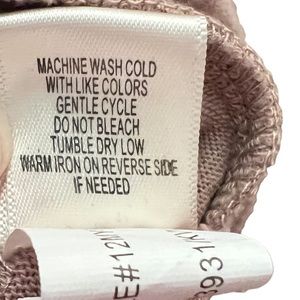 MACHINE WASH COLD
WITH LIKE COLORS
GENTLE CYCLE
DO NOT BLEACH
TUMBLE DRY LOW
WARM IRON ON REVERSE SIDE
IF NEEDED